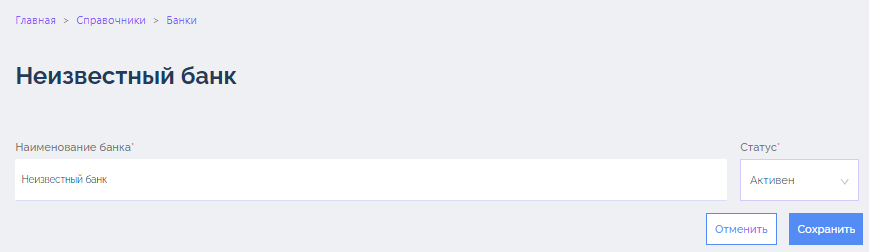 Главная > Справочники > Банки
Неизвестный банк
Наименование банка* Статус*
Неизвестный банк Активен
Отменить Сохранить